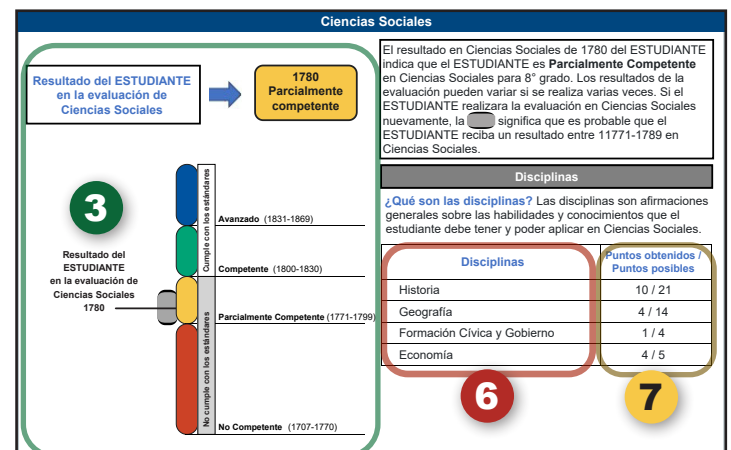 Ciencias Sociales
Resultado del ESTUDIANTE
en la evaluación de
Ciencias Sociales
1780
Parcialmente
competente
3
Resultado del
ESTUDIANTE
en la evaluación de
Ciencias Sociales
1780
Cumple con los estándares
No cumple con los estándares
Avanzado (1831-1869)
Competente (1800-1830)
Parcialmente Competente (1771-1799)
No Competente (1707-1770)
El resultado en Ciencias Sociales de 1780 del ESTUDIANTE
indica que el ESTUDIANTE es Parcialmente Competente
en Ciencias Sociales para 8° grado. Los resultados de la
evaluación pueden variar si se realiza varias veces. Si el
ESTUDIANTE realizara la evaluación en Ciencias Sociales
nuevamente, la significa que es probable que el
ESTUDIANTE reciba un resultado entre 11771-1789 en
Ciencias Sociales.
Disciplinas
¿Qué son las disciplinas? Las disciplinas son afirmaciones
generales sobre las habilidades y conocimientos que el
estudiante debe tener y poder aplicar en Ciencias Sociales.
Disciplinas
Puntos obtenidos /
Puntos posibles
Historia 10 / 21
Geografía 4 / 14
Formación Cívica y Gobierno 1 / 4
Economía 4 / 5
6
7